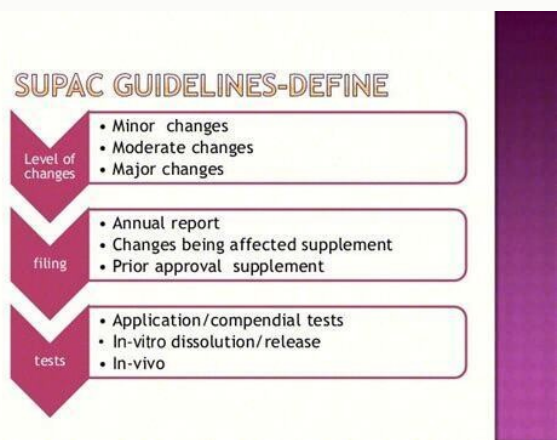 SUPAC GUIDELINES-DEFINE
Level of
changes
• Minor changes
• Moderate changes
• Major changes
filing
• Annual report
• Changes being affected supplement
• Prior approval supplement
tests
• Application/compendial tests
• In-vitro dissolution/release
• In-vivo